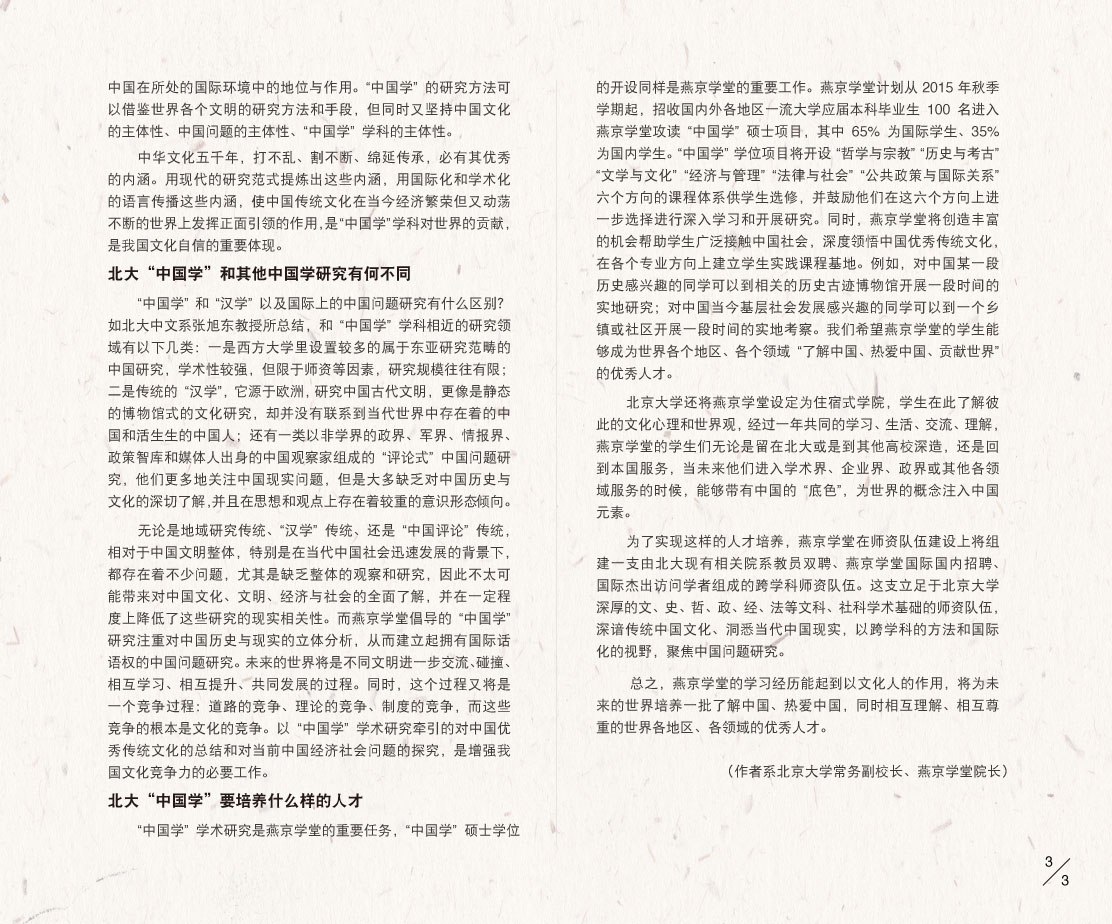 中国在所处的国际环境中的地位与作用。“中国学” 的研究方法可
以借鉴世界各个文明的研究方法和手段，但同时又坚持中国文化
的主体性、中国问题的主体性、“中国学” 学科的主体性。
中华文化五千年，打不乱、割不断、绵延传承，必有其优秀
的内涵。用现代的研究范式提炼出这些内涵，用国际化和学术化
的语言传播这些内涵，使中国传统文化在当今经济繁荣但又动荡
不断的世界上发挥正面引领的作用，是“中国学”学科对世界的贡献，
是我国文化自信的重要体现。
北大“中国学”和其他中国学研究有何不同
“中国学” 和 “汉学” 以及国际上的中国问题研究有什么区别？
如北大中文系张旭东教授所总结，和 “中国学” 学科相近的研究领
域有以下几类：一是西方大学里设置较多的属于东亚研究范畴的
中国研究，学术性较强，但限于师资等因素，研究规模往往有限；
二是传统的 “汉学”，它源于欧洲，研究中国古代文明，更像是静态
的博物馆式的文化研究，却并没有联系到当代世界中存在着的中
国和活生生的中国人；还有一类以非学界的政界、军界、情报界、
政策智库和媒体人出身的中国观察家组成的 “评论式” 中国问题研
究，他们更多地关注中国现实问题，但是大多缺乏对中国历史与
文化的深切了解，并且在思想和观点上存在着较重的意识形态倾向。
无论是地域研究传统、“汉学” 传统、还是 “中国评论” 传统，
相对于中国文明整体，特别是在当代中国社会迅速发展的背景下，
都存在着不少问题，尤其是缺乏整体的观察和研究，因此不太可
能带来对中国文化、文明、经济与社会的全面了解，并在一定程
度上降低了这些研究的现实相关性。而燕京学堂倡导的 “中国学”
研究注重对中国历史与现实的立体分析，从而建立起拥有国际话
语权的中国问题研究。未来的世界将是不同文明进一步交流、碰撞、
相互学习、相互提升、共同发展的过程。同时，这个过程又将是
一个竞争过程：道路的竞争、理论的竞争、制度的竞争，而这些
竞争的根本是文化的竞争。以 “中国学” 学术研究牵引的对中国优
秀传统文化的总结和对当前中国经济社会问题的探究，是增强我
国文化竞争力的必要工作。
北大“中国学”要培养什么样的人才
“中国学” 学术研究是燕京学堂的重要任务，“中国学” 硕士学位
的开设同样是燕京学堂的重要工作。燕京学堂计划从 2015 年秋季
学期起，招收国内外各地区一流大学应届本科毕业生 100 名进入
燕京学堂攻读 “中国学” 硕士项目，其中 65% 为国际学生、35%
为国内学生。“中国学” 学位项目将开设 “哲学与宗教” “历史与考古”
“文学与文化” “经济与管理” “法律与社会” “公共政策与国际关系”
六个方向的课程体系供学生选修，并鼓励他们在这六个方向上进
一步选择进行深入学习和开展研究。同时，燕京学堂将创造丰富
的机会帮助学生广泛接触中国社会，深度领悟中国优秀传统文化，
在各个专业方向上建立学生实践课程基地。例如，对中国某一段
历史感兴趣的同学可以到相关的历史古迹博物馆开展一段时间的
实地研究；对中国当今基层社会发展感兴趣的同学可以到一个乡
镇或社区开展一段时间的实地考察。我们希望燕京学堂的学生能
够成为世界各个地区、各个领域 “了解中国、热爱中国、贡献世界”
的优秀人才。
北京大学还将燕京学堂设定为住宿式学院，学生在此了解彼
此的文化心理和世界观，经过一年共同的学习、生活、交流、理解，
燕京学堂的学生们无论是留在北大或是到其他高校深造，还是回
到本国服务，当未来他们进入学术界、企业界、政界或其他各领
域服务的时候，能够带有中国的 “底色”，为世界的概念注入中国
元素。
为了实现这样的人才培养，燕京学堂在师资队伍建设上将组
建一支由北大现有相关院系教员双聘、燕京学堂国际国内招聘、
国际杰出访问学者组成的跨学科师资队伍。这支立足于北京大学
深厚的文、史、哲、政、经、法等文科、社科学术基础的师资队伍，
深谙传统中国文化、洞悉当代中国现实，以跨学科的方法和国际
化的视野，聚焦中国问题研究。
总之，燕京学堂的学习经历能起到以文化人的作用，将为未
来的世界培养一批了解中国、热爱中国，同时相互理解、相互尊
重的世界各地区、各领域的优秀人才。
（作者系北京大学常务副校长、燕京学堂院长）
3/3